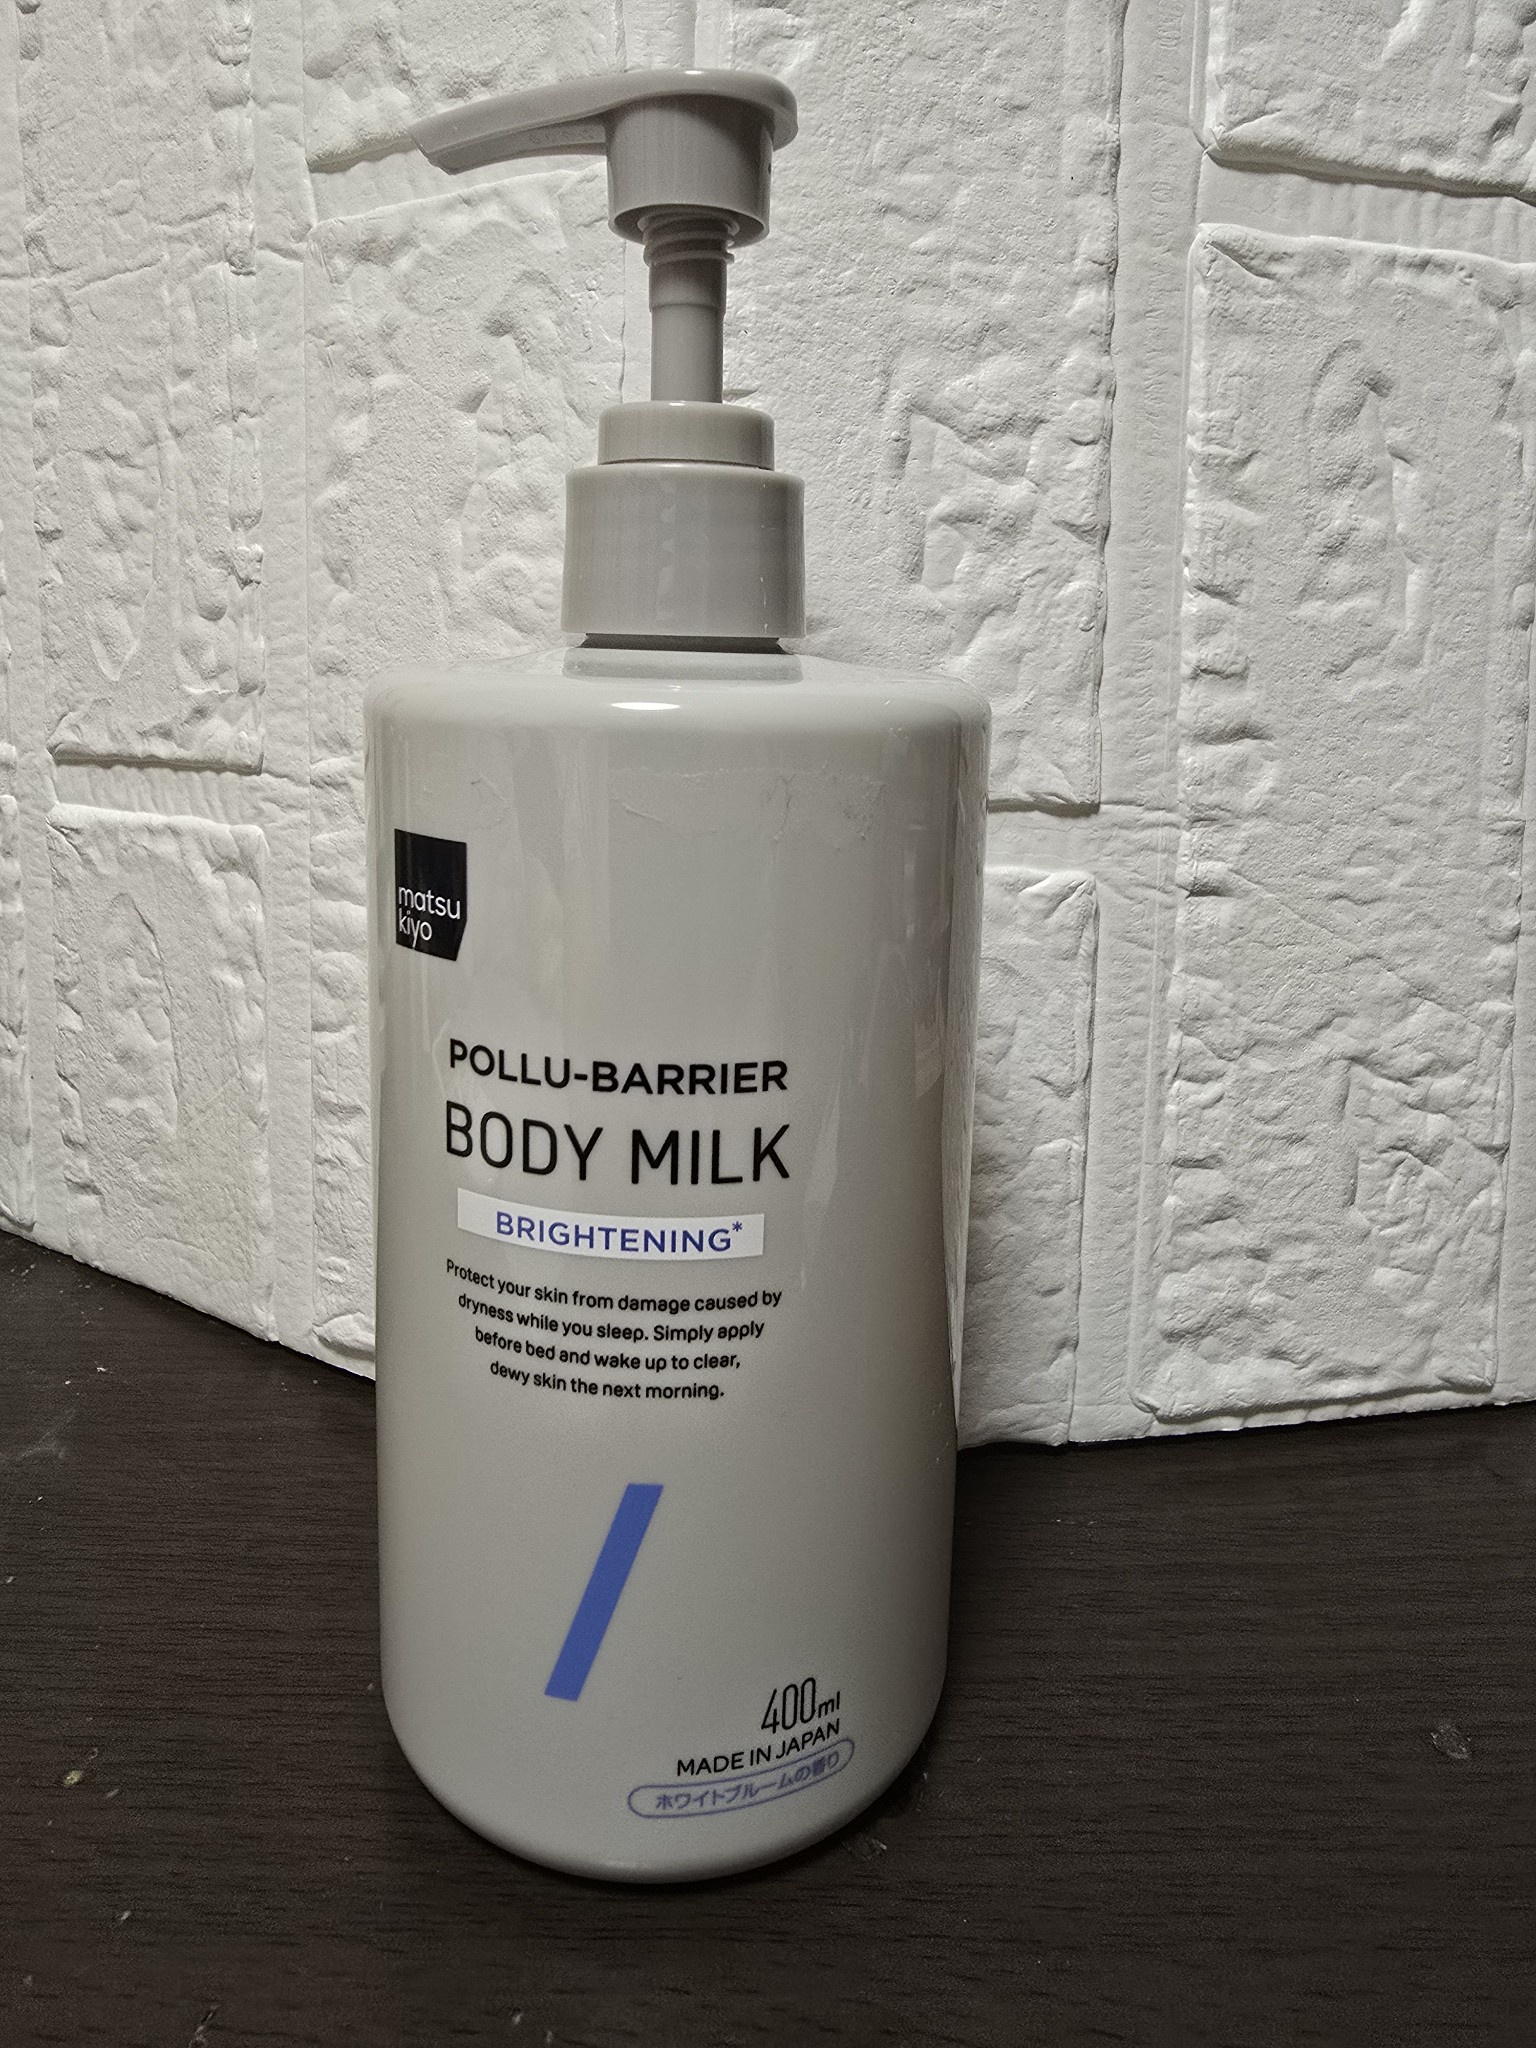 matsu
kiyo
POLLU-BARRIER
BODY MILK
BRIGHTENING*
Protect your skin from damage caused by
dryness while you sleep. Simply apply
before bed and wake up to clear,
dewy skin the next morning.
400ml
MADE IN JAPAN
ホワイトブルームの香り